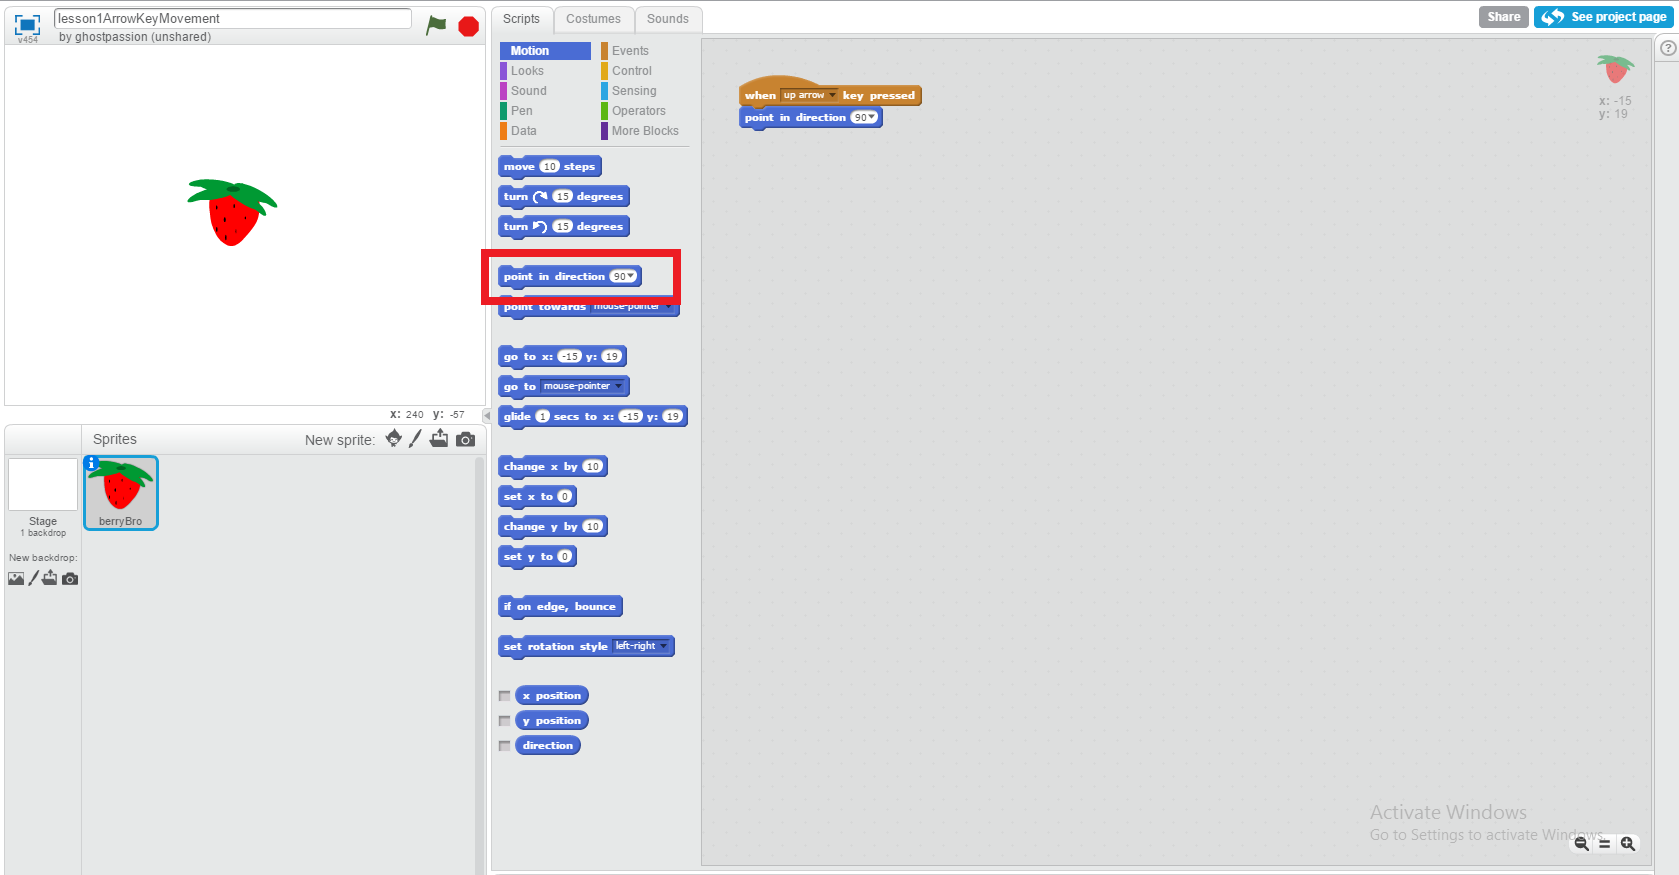 lesson1ArrowKeyMovement
by ghostpassion (unshared)
v454
Scripts
Costumes
Sounds
Share
See project page
Motion
Looks
Sound
Pen
Data
Events
Control
Sensing
Operators
More Blocks
move 10 steps
turn 15 degrees
turn 15 degrees
point in direction 90
point towards mouse-pointer
go to x: -15 y: 19
go to mouse-pointer
glide 1 secs to x: -15 y: 19
change x by 10
set x to 0
change y by 10
set y to 0
if on edge, bounce
set rotation style left-right
x position
y position
direction
when up arrow key pressed
point in direction 90
x: -15
y: 19
?
x: 240 y: -57
Sprites
New sprite:
i
berryBro
Stage
1 backdrop
New backdrop:
Activate Windows
Go to Settings to activate Windows.